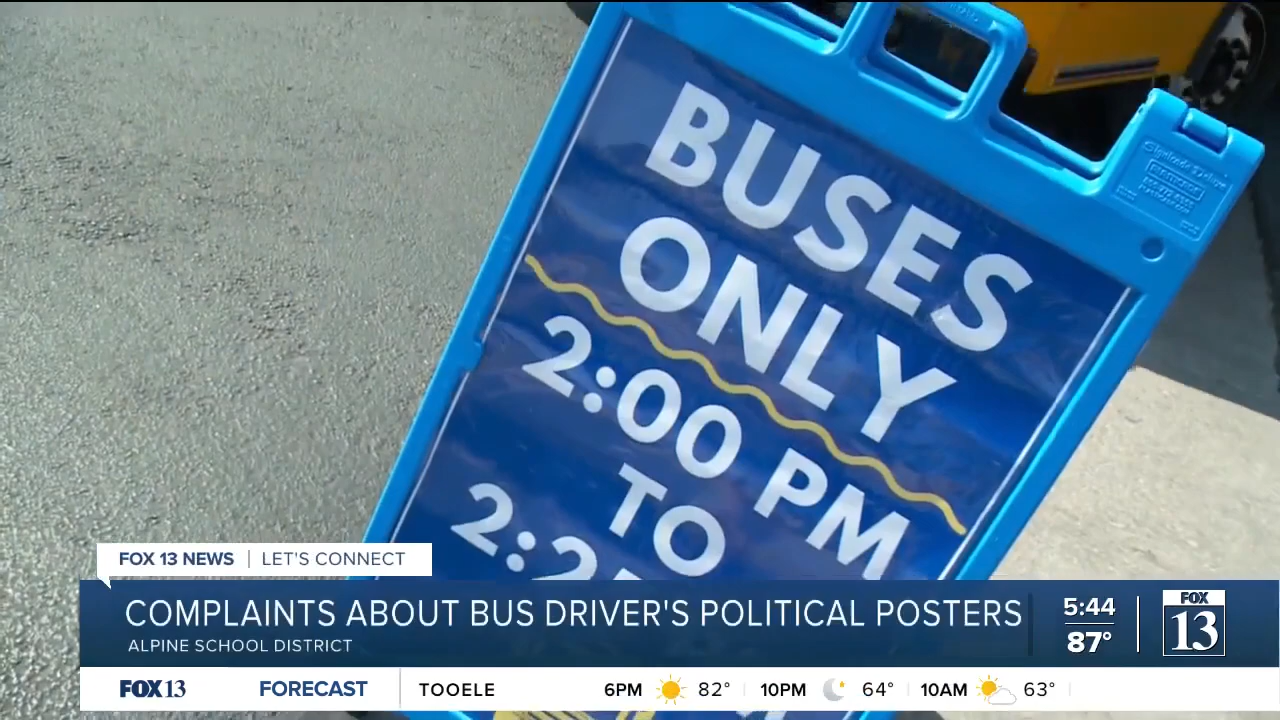 BUSES
ONLY
2:00 PM
TO
FOX 13 NEWS | LET'S CONNECT
COMPLAINTS ABOUT BUS DRIVER'S POLITICAL POSTERS
ALPINE SCHOOL DISTRICT
5:44
87°
FOX
13
FOX 13 FORECAST TOOELE 6PM 82° 10PM 64° 10AM 63°